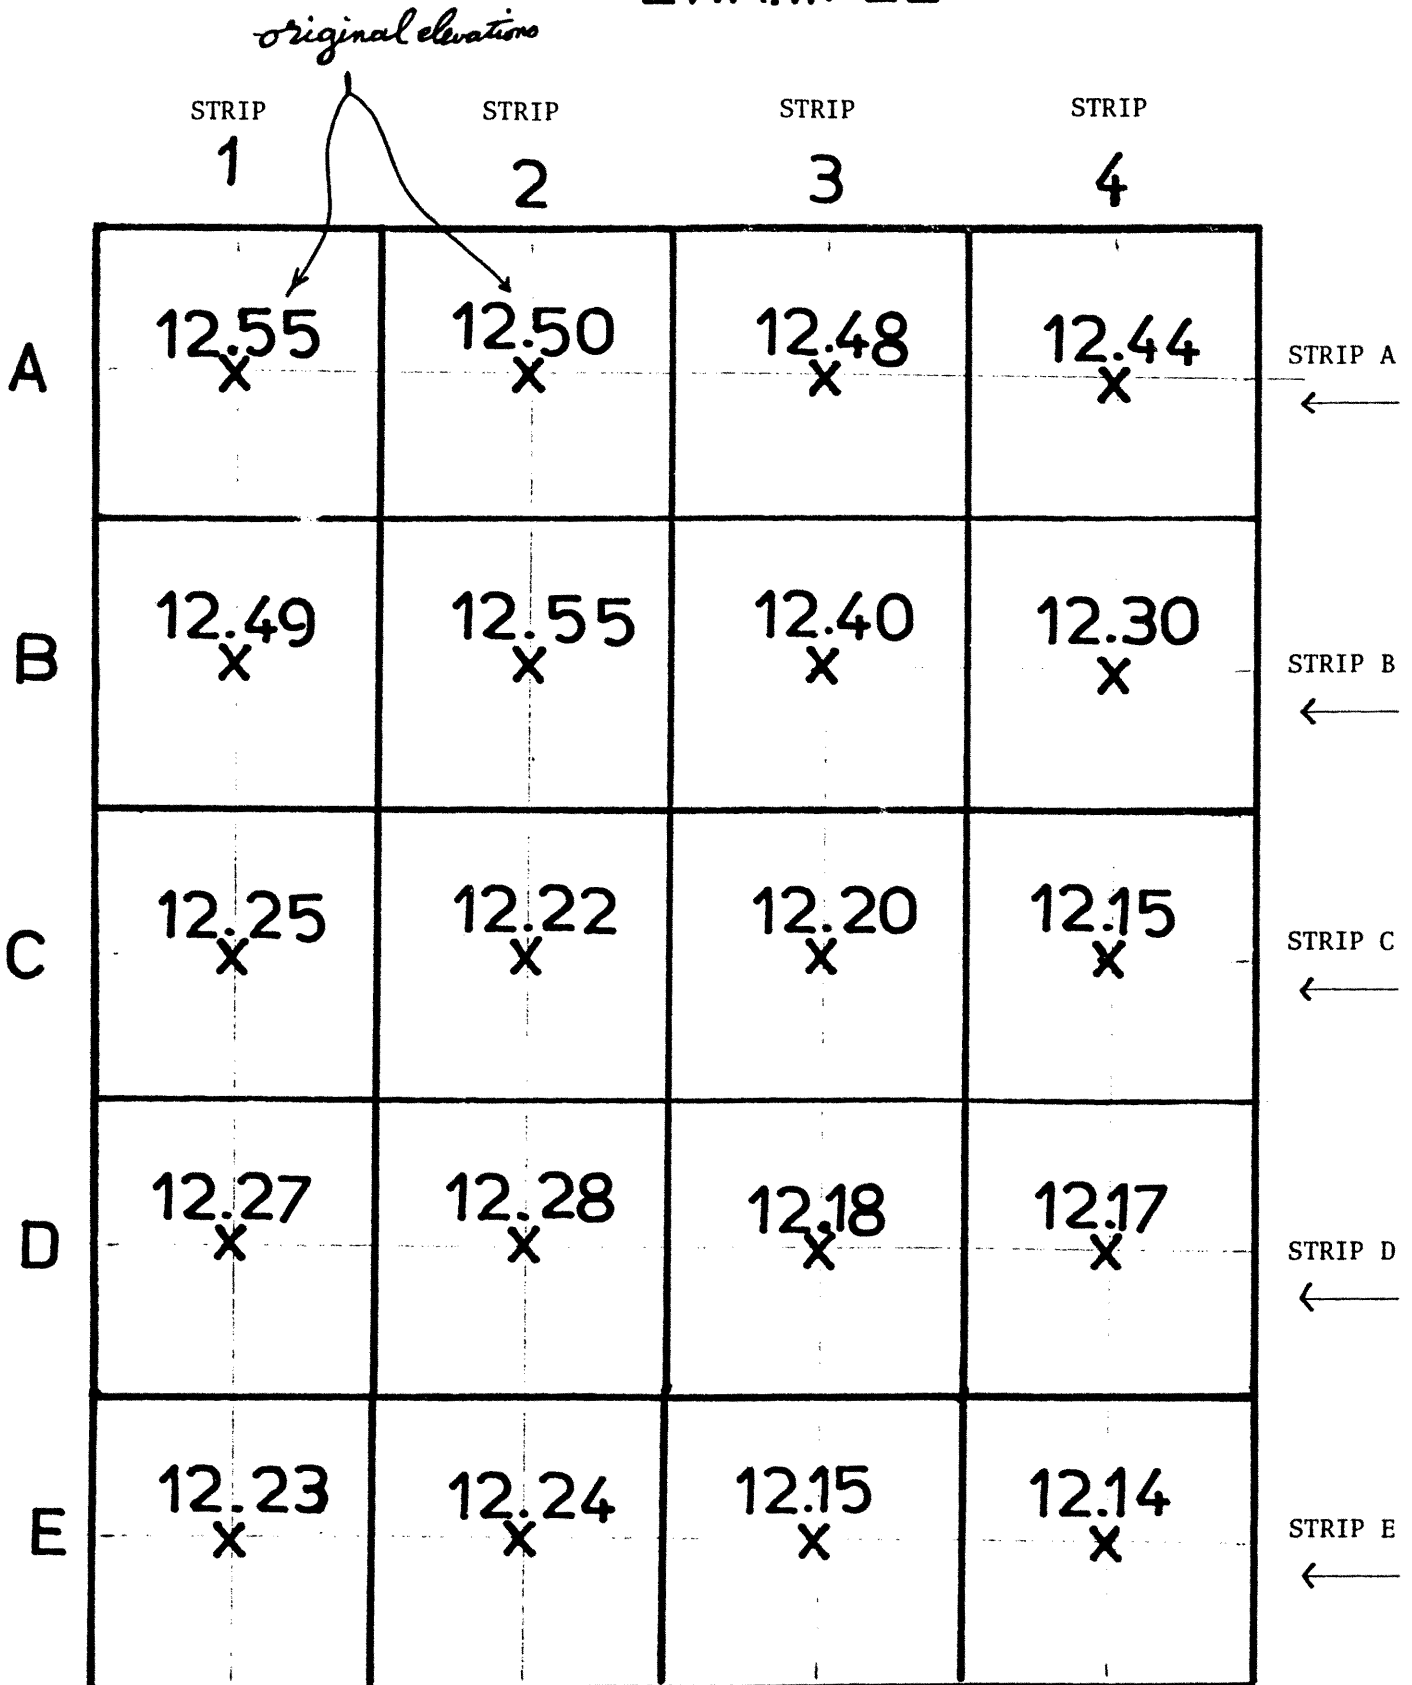 original elevations
STRIP STRIP STRIP STRIP
1 2 3 4
A 12.55 12.50 12.48 12.44 STRIP A
X X X X
B 12.49 12.55 12.40 12.30 STRIP B
X X X X
C 12.25 12.22 12.20 12.15 STRIP C
X X X X
D 12.27 12.28 12.18 12.17 STRIP D
X X X X
E 12.23 12.24 12.15 12.14 STRIP E
X X X X